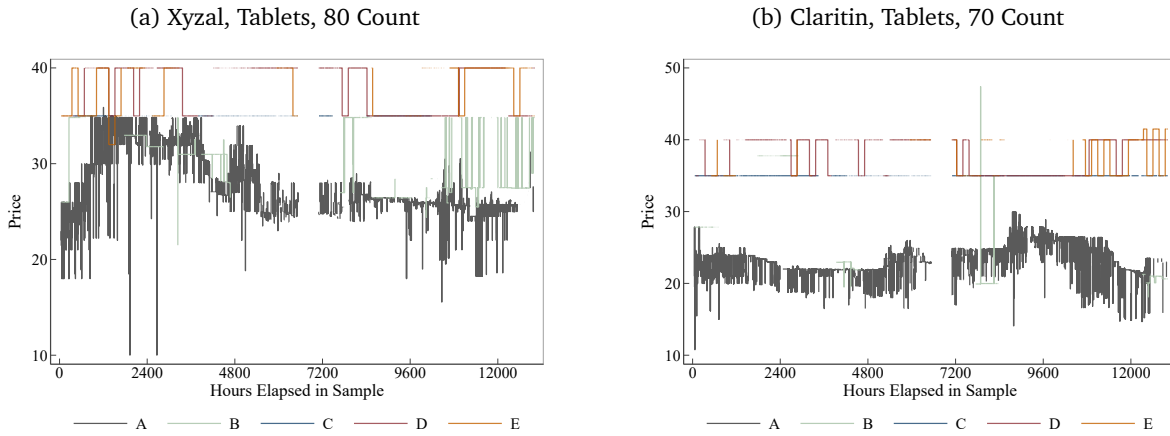 (a) Xyzal, Tablets, 80 Count
40
30
20
10
Price
0 2400 4800 7200 9600 12000
Hours Elapsed in Sample
A B C D E
(b) Claritin, Tablets, 70 Count
50
40
30
20
10
Price
0 2400 4800 7200 9600 12000
Hours Elapsed in Sample
A B C D E